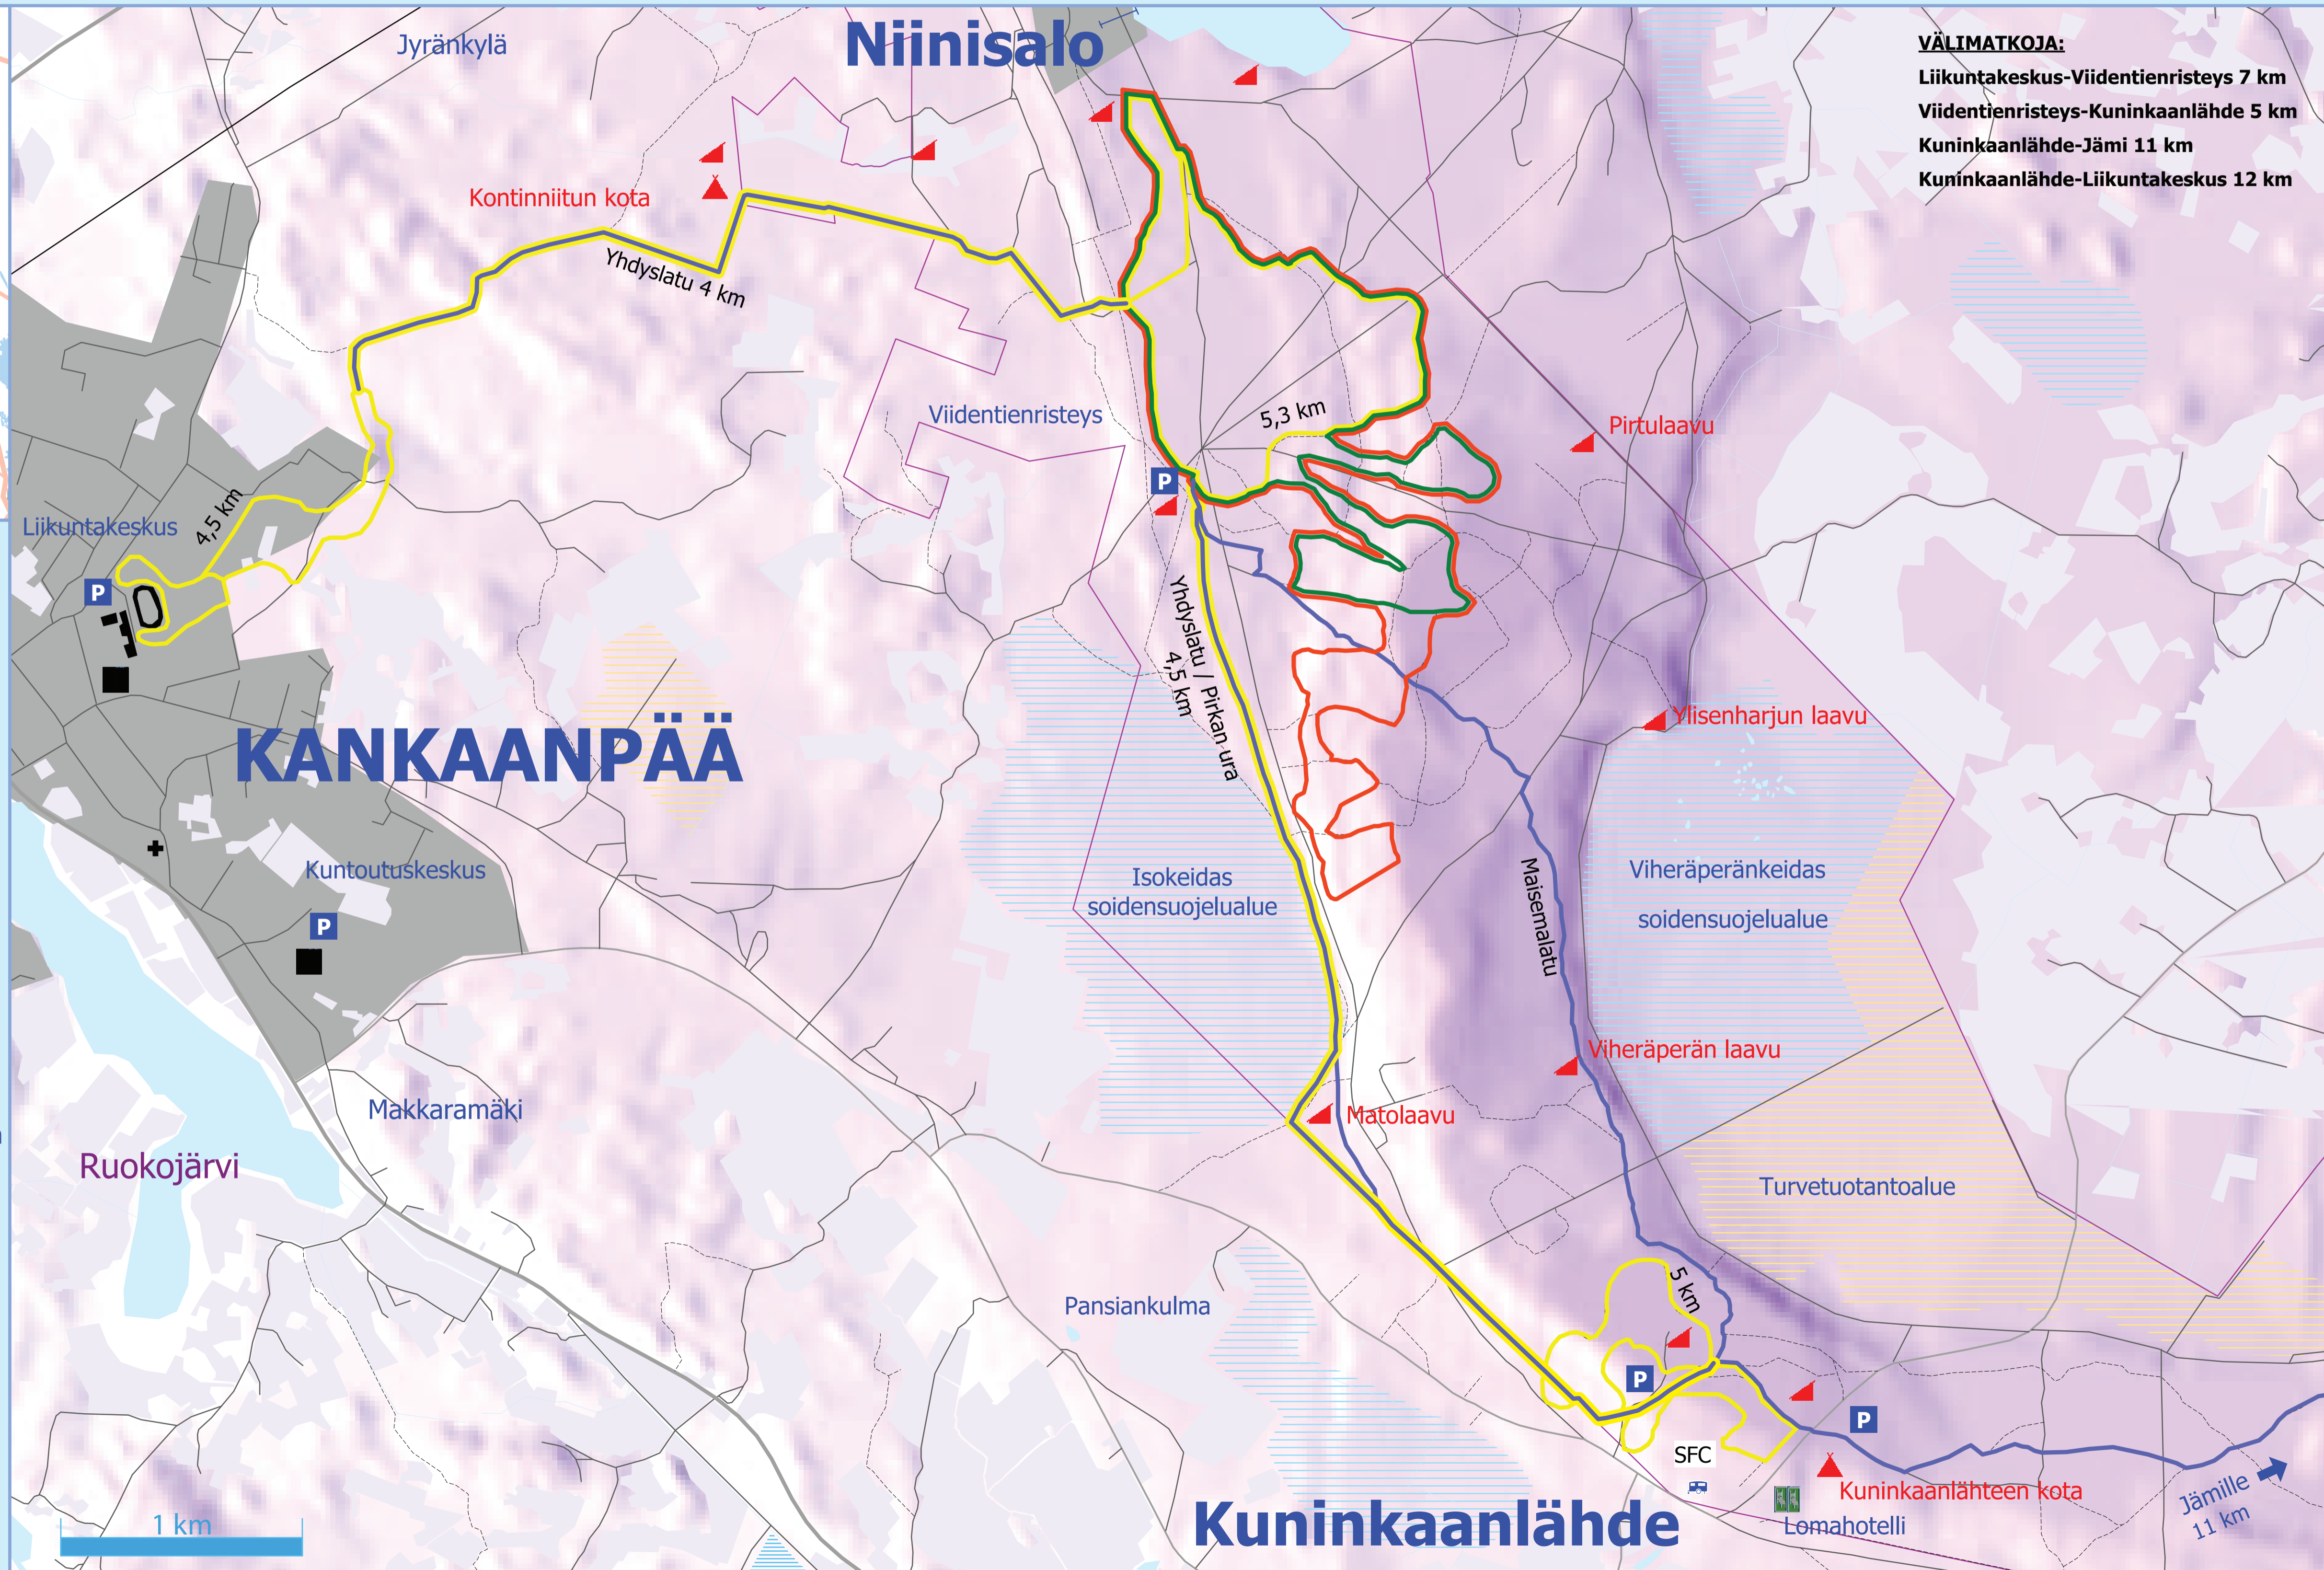 Jyränkylä
Niinisalo
VÄLIMATKOJA:
Liikuntakeskus-Viidentienristeys 7 km
Viidentienristeys-Kuninkaanlähde 5 km
Kuninkaanlähde-Jämi 11 km
Kuninkaanlähde-Liikuntakeskus 12 km
Kontinniitun kota
Yhdyslatu 4 km
Viidentienristeys
5,3 km
Pirtulaavu
P
4,5 km
Liikuntakeskus
P
Yhdyslatu / Pirkan ura
4,5 km
Ylisenharjun laavu
KANKAANPÄÄ
Kuntoutuskeskus
P
Isokeidas
soidensuojelualue
Maisemalatu
Viheräperänkeidas
soidensuojelualue
Viheräperän laavu
Makkaramäki
Matolaavu
Ruokojärvi
Turvetuotantoalue
Pansiankulma
5 km
P
P
SFC
Kuninkaanlähteen kota
Jämille
11 km
Lomahotelli
Kuninkaanlähde
1 km